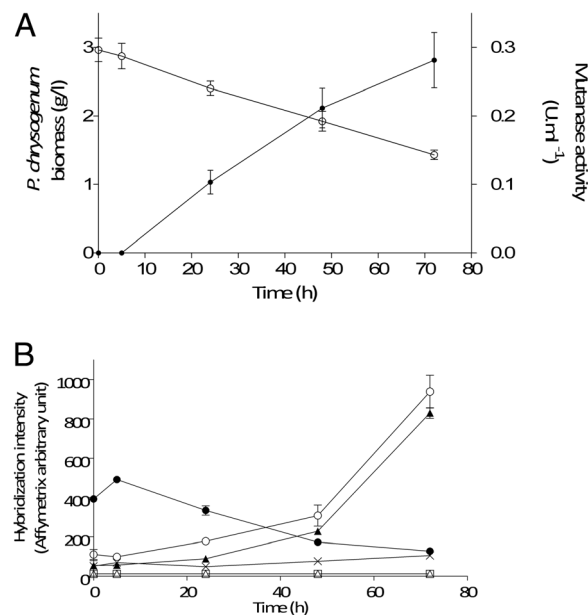 A
P. chrysogenum
biomass (g/l)
3
2
1
0
0.3
0.2
0.1
0.0
Mutanase activity
(U.ml⁻¹)
0 10 20 30 40 50 60 70 80
Time (h)
B
Hybridization intensity
(Affymetrix arbitrary unit)
1000
800
600
400
200
0
0 20 40 60 80
Time (h)